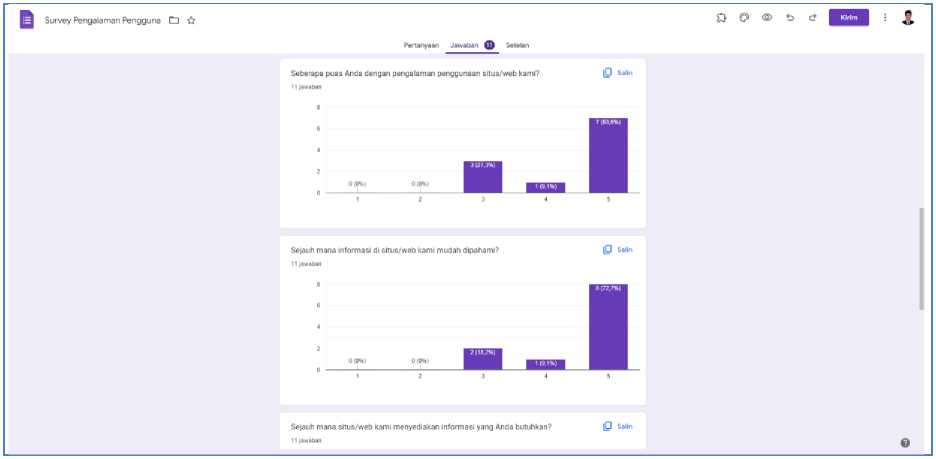 Survey Pengalaman Pengguna
Kirim
Pertanyaan Jawaban 11 Setelan
Seberapa puas Anda dengan pengalaman penggunaan situs/web kami?
Salin
11 jawaban
8
6
4
2
0
0 (0%)
0 (0%)
3 (27,3%)
1 (9,1%)
7 (63,6%)
1 2 3 4 5
Sejauh mana informasi di situs/web kami mudah dipahami?
Salin
11 jawaban
8
6
4
2
0
0 (0%)
0 (0%)
2 (18,2%)
1 (9,1%)
8 (72,7%)
1 2 3 4 5
Sejauh mana situs/web kami menyediakan informasi yang Anda butuhkan?
Salin
11 jawaban